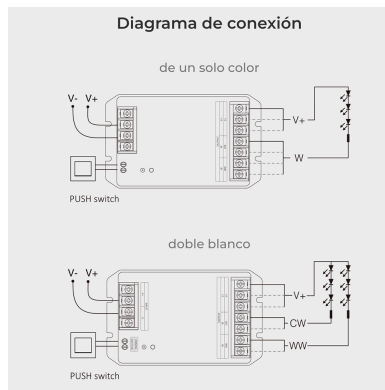 Diagrama de conexión
de un solo color
V- V+
V+
W
PUSH switch
doble blanco
V- V+
V+
CW
WW
PUSH switch